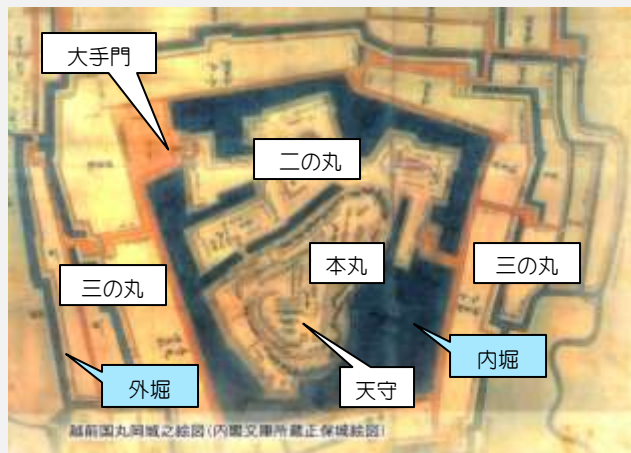 大手門
二の丸
本丸
三の丸
三の丸
内堀
外堀
天守
越前国丸岡城之絵図(内閣文庫所蔵正保城絵図)